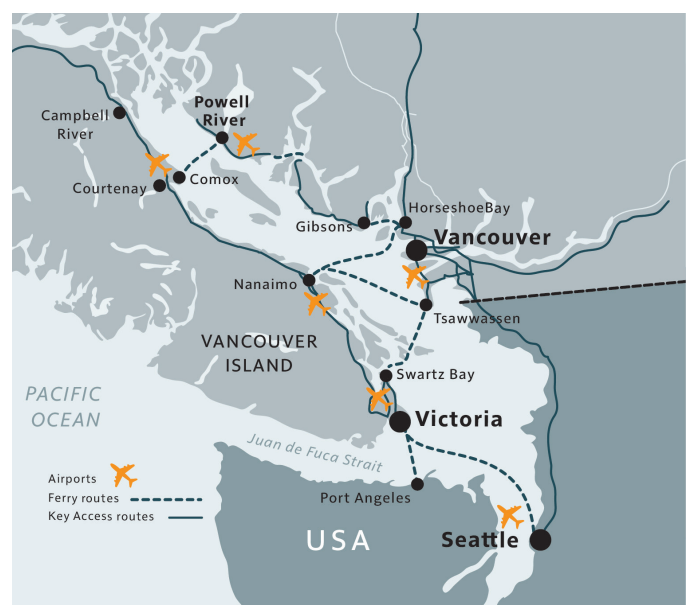 Powell
River
Campbell
River
Courtenay
Comox
Gibsons
HorseshoeBay
Vancouver
Nanaimo
Tsawwassen
VANCOUVER
ISLAND
Swartz Bay
PACIFIC
OCEAN
Victoria
Juan de Fuca Strait
Airports
Ferry routes
Key Access routes
Port Angeles
USA
Seattle